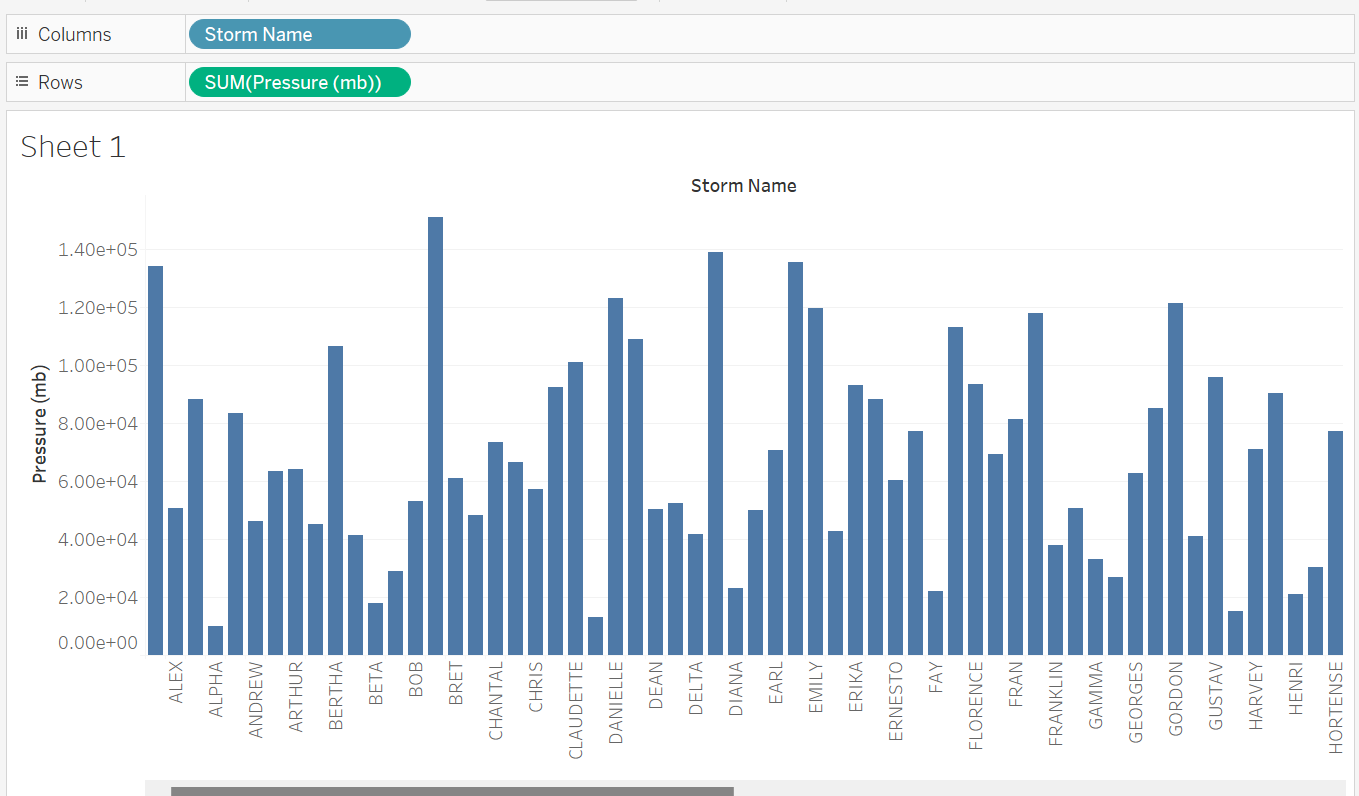 Columns Storm Name
Rows SUM(Pressure (mb))
Sheet 1
Storm Name
Pressure (mb)
1.40e+05
1.20e+05
1.00e+05
8.00e+04
6.00e+04
4.00e+04
2.00e+04
0.00e+00
ALEX
ALPHA
ANDREW
ARTHUR
BERTHA
BETA
BOB
BRET
CHANTAL
CHRIS
CLAUDETTE
DANIELLE
DEAN
DELTA
DIANA
EARL
EMILY
ERIKA
ERNESTO
FAY
FLORENCE
FRAN
FRANKLIN
GAMMA
GEORGES
GORDON
GUSTAV
HARVEY
HENRI
HORTENSE